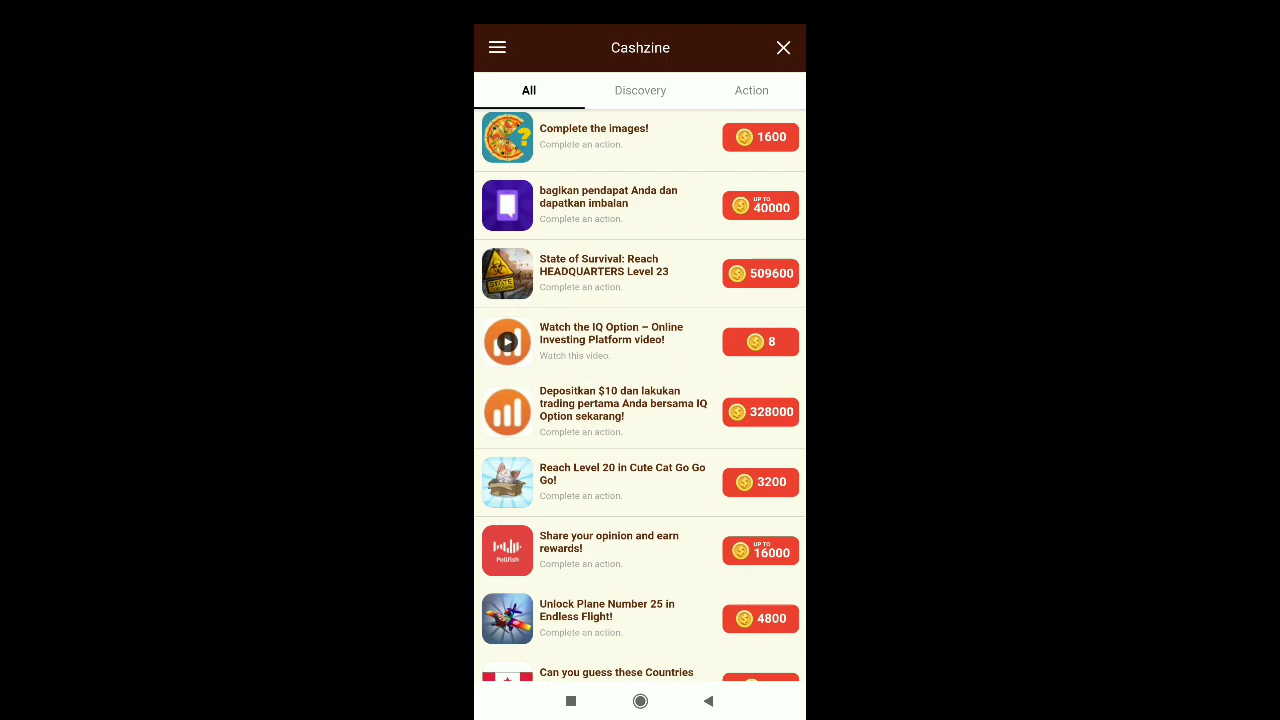 Cashzine
All
Discovery
Action
Complete the images!
Complete an action.
1600
bagikan pendapat Anda dan
dapatkan imbalan
Complete an action.
UP TO
40000
State of Survival: Reach
HEADQUARTERS Level 23
Complete an action.
509600
Watch the IQ Option – Online
Investing Platform video!
Watch this video.
8
Depositkan $10 dan lakukan
trading pertama Anda bersama IQ
Option sekarang!
Complete an action.
328000
Reach Level 20 in Cute Cat Go Go
Go!
Complete an action.
3200
Pollfish
Share your opinion and earn
rewards!
Complete an action.
UP TO
16000
Unlock Plane Number 25 in
Endless Flight!
Complete an action.
4800
Can you guess these Countries